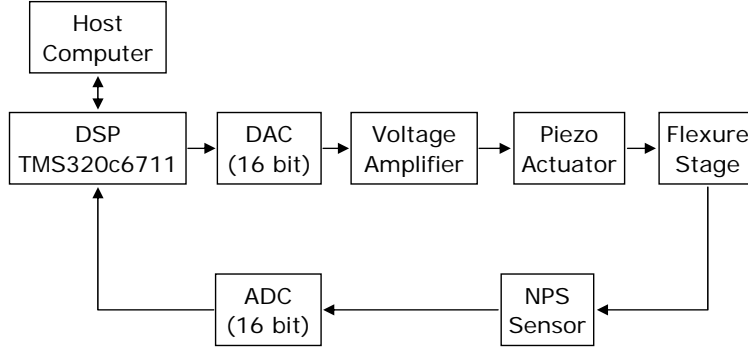 Host
Computer
DSP
TMS320c6711
DAC
(16 bit)
Voltage
Amplifier
Piezo
Actuator
Flexure
Stage
ADC
(16 bit)
NPS
Sensor